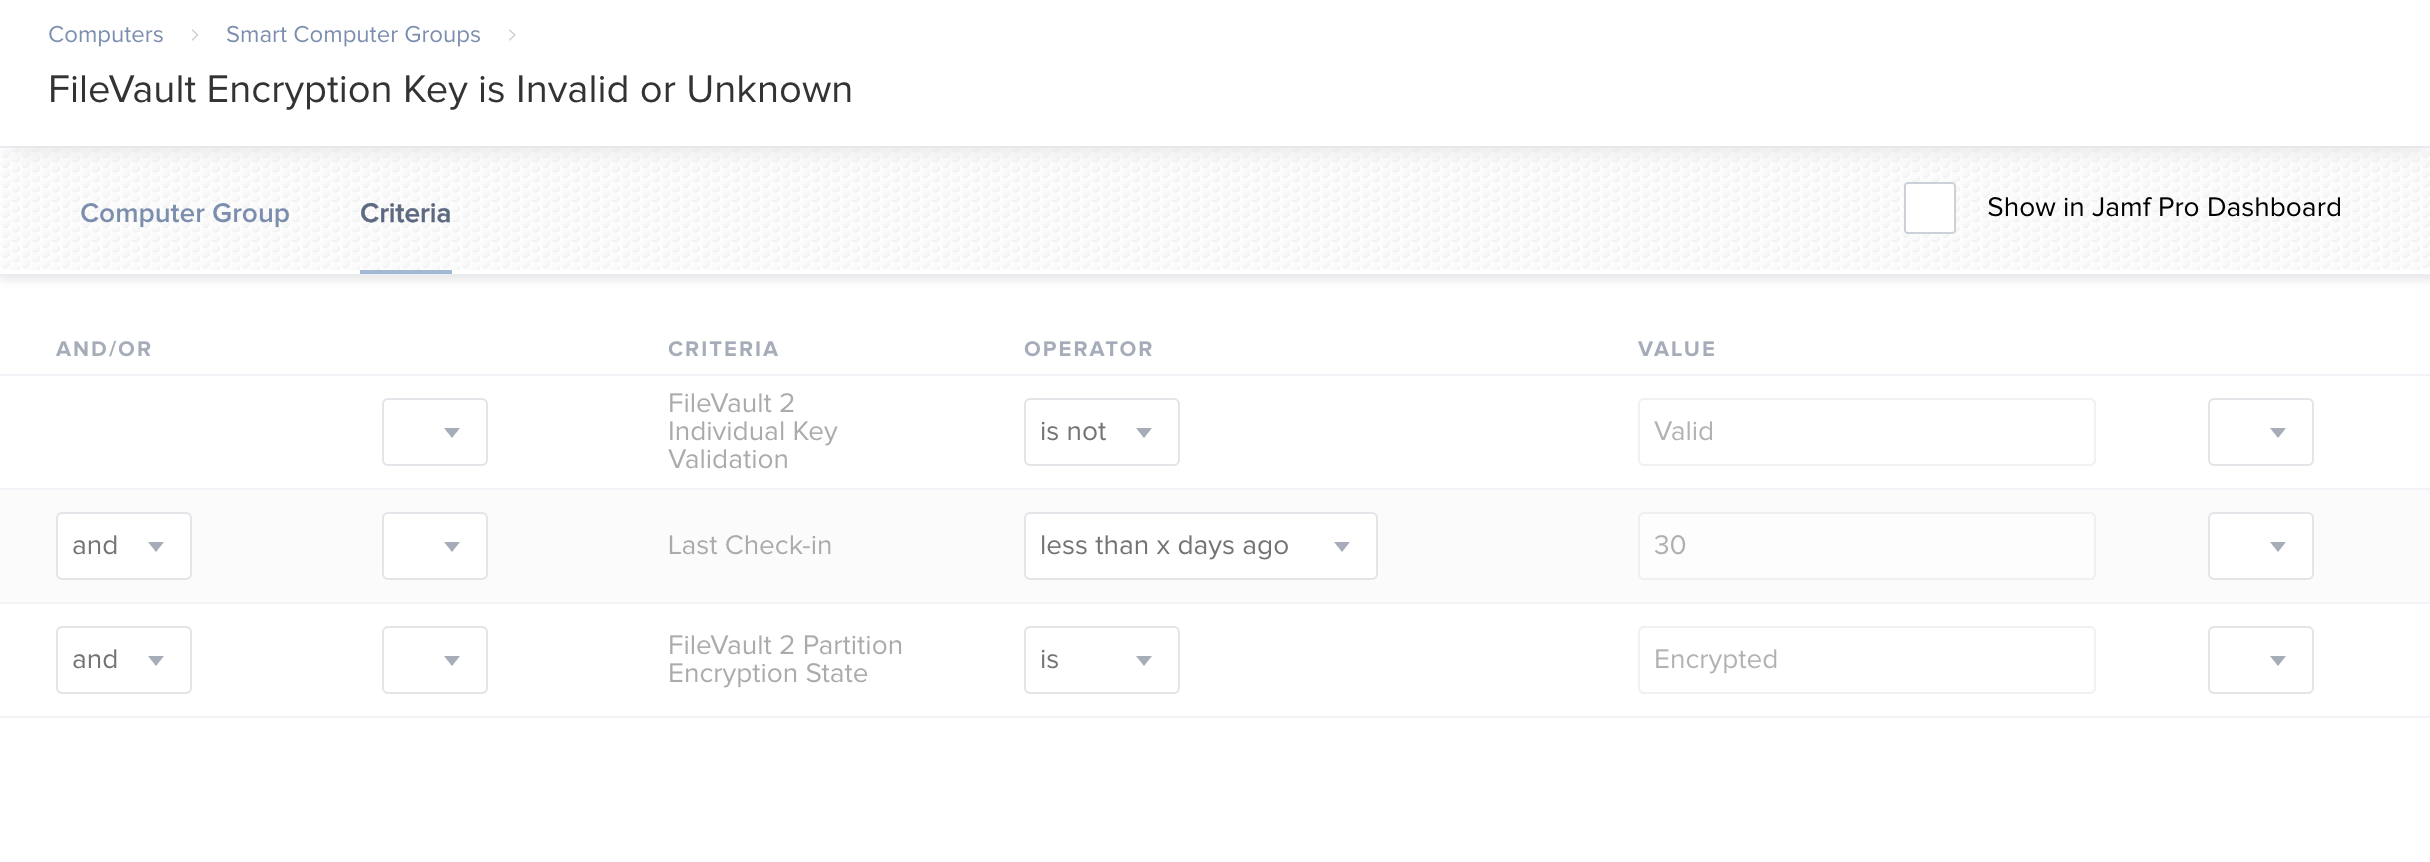 Computers > Smart Computer Groups >
FileVault Encryption Key is Invalid or Unknown
Computer Group Criteria Show in Jamf Pro Dashboard
AND/OR CRITERIA OPERATOR VALUE
FileVault 2
Individual Key
Validation
is not Valid
and Last Check-in less than x days ago 30
and
FileVault 2 Partition
Encryption State
is Encrypted